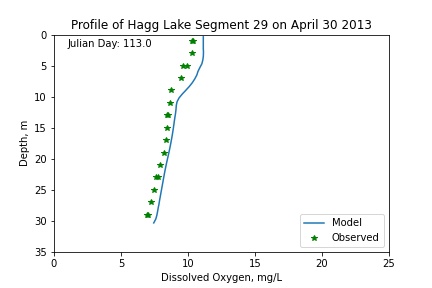 Profile of Hagg Lake Segment 29 on April 30 2013
Julian Day: 113.0
0
5
10
15
20
25
30
35
Depth, m
0 5 10 15 20 25
Dissolved Oxygen, mg/L
Model
Observed